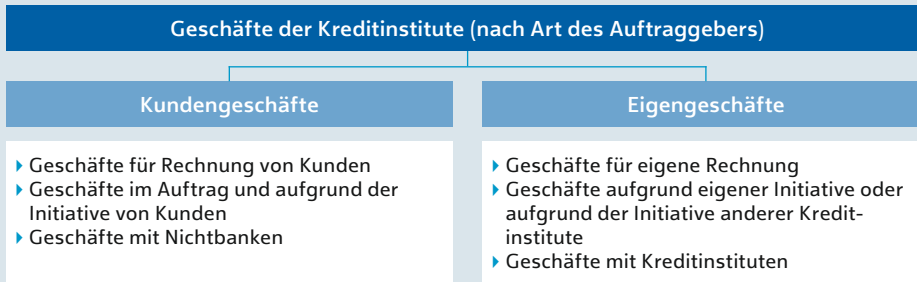 Geschäfte der Kreditinstitute (nach Art des Auftraggebers)
Kundengeschäfte
Geschäfte für Rechnung von Kunden
Geschäfte im Auftrag und aufgrund der
Initiative von Kunden
Geschäfte mit Nichtbanken
Eigengeschäfte
Geschäfte für eigene Rechnung
Geschäfte aufgrund eigener Initiative oder
aufgrund der Initiative anderer Kredit-
institute
Geschäfte mit Kreditinstituten